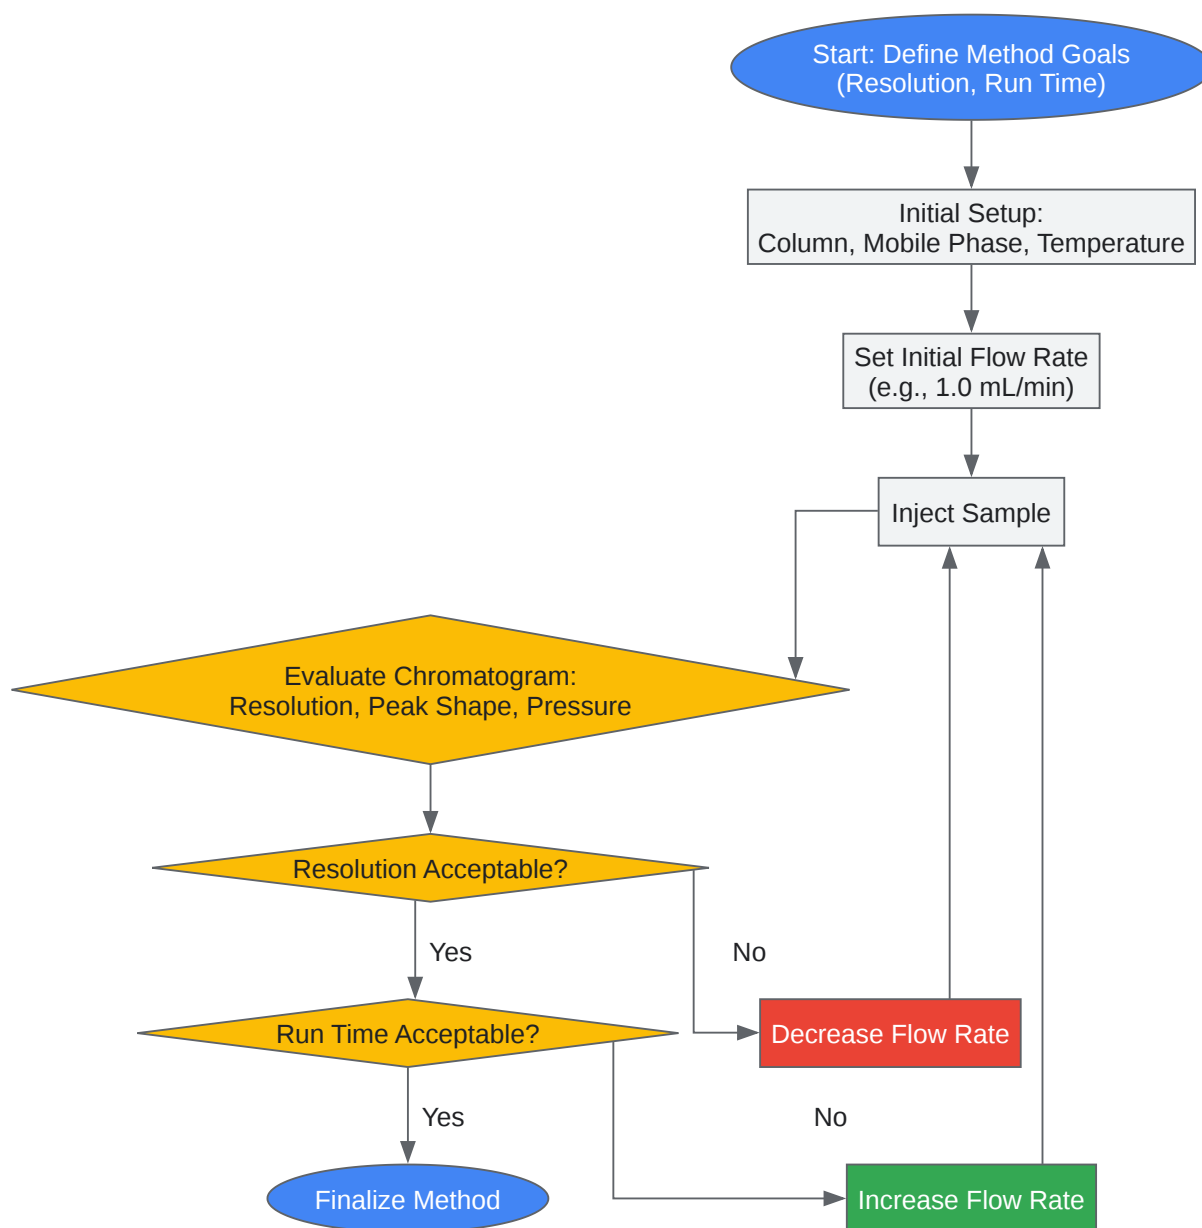 Start: Define Method Goals
(Resolution, Run Time)
Initial Setup:
Column, Mobile Phase, Temperature
Set Initial Flow Rate
(e.g., 1.0 mL/min)
Inject Sample
Evaluate Chromatogram:
Resolution, Peak Shape, Pressure
Resolution Acceptable?
Yes
No
Run Time Acceptable?
Decrease Flow Rate
Yes
No
Finalize Method
Increase Flow Rate